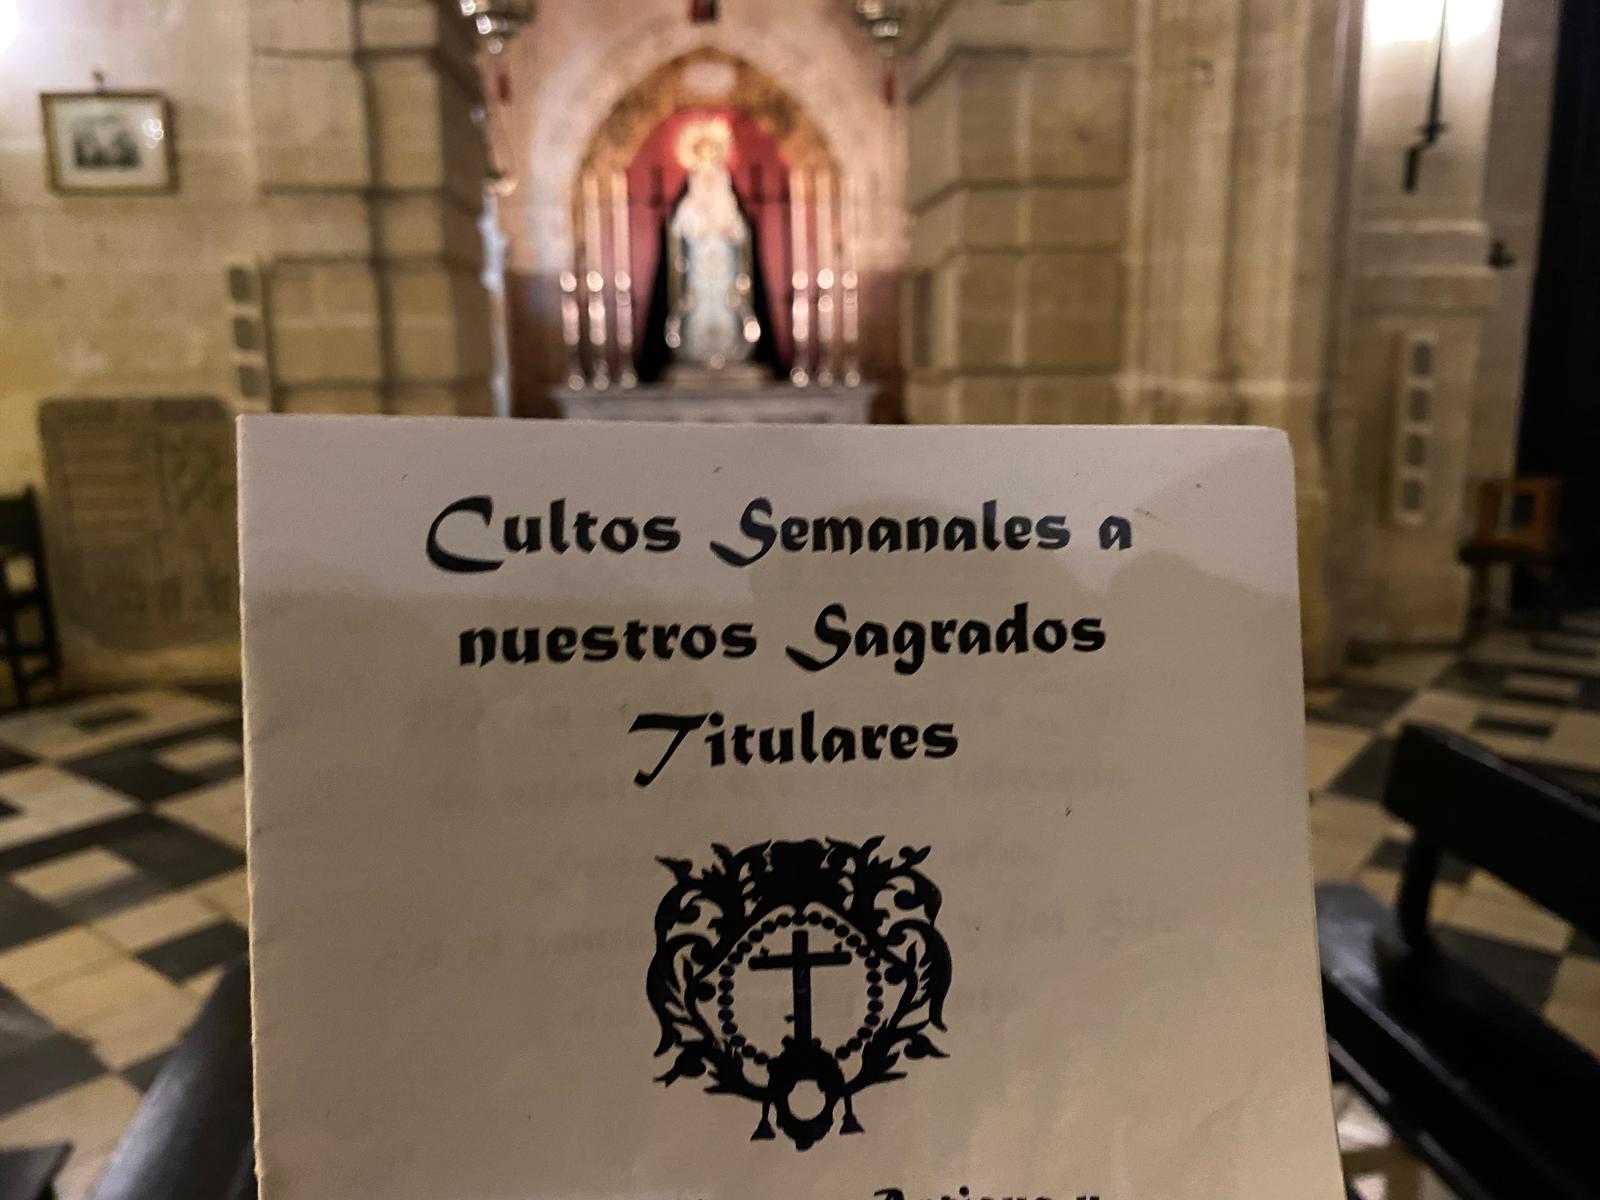 Cultos Semanales a
nuestros Sagrados
Titulares